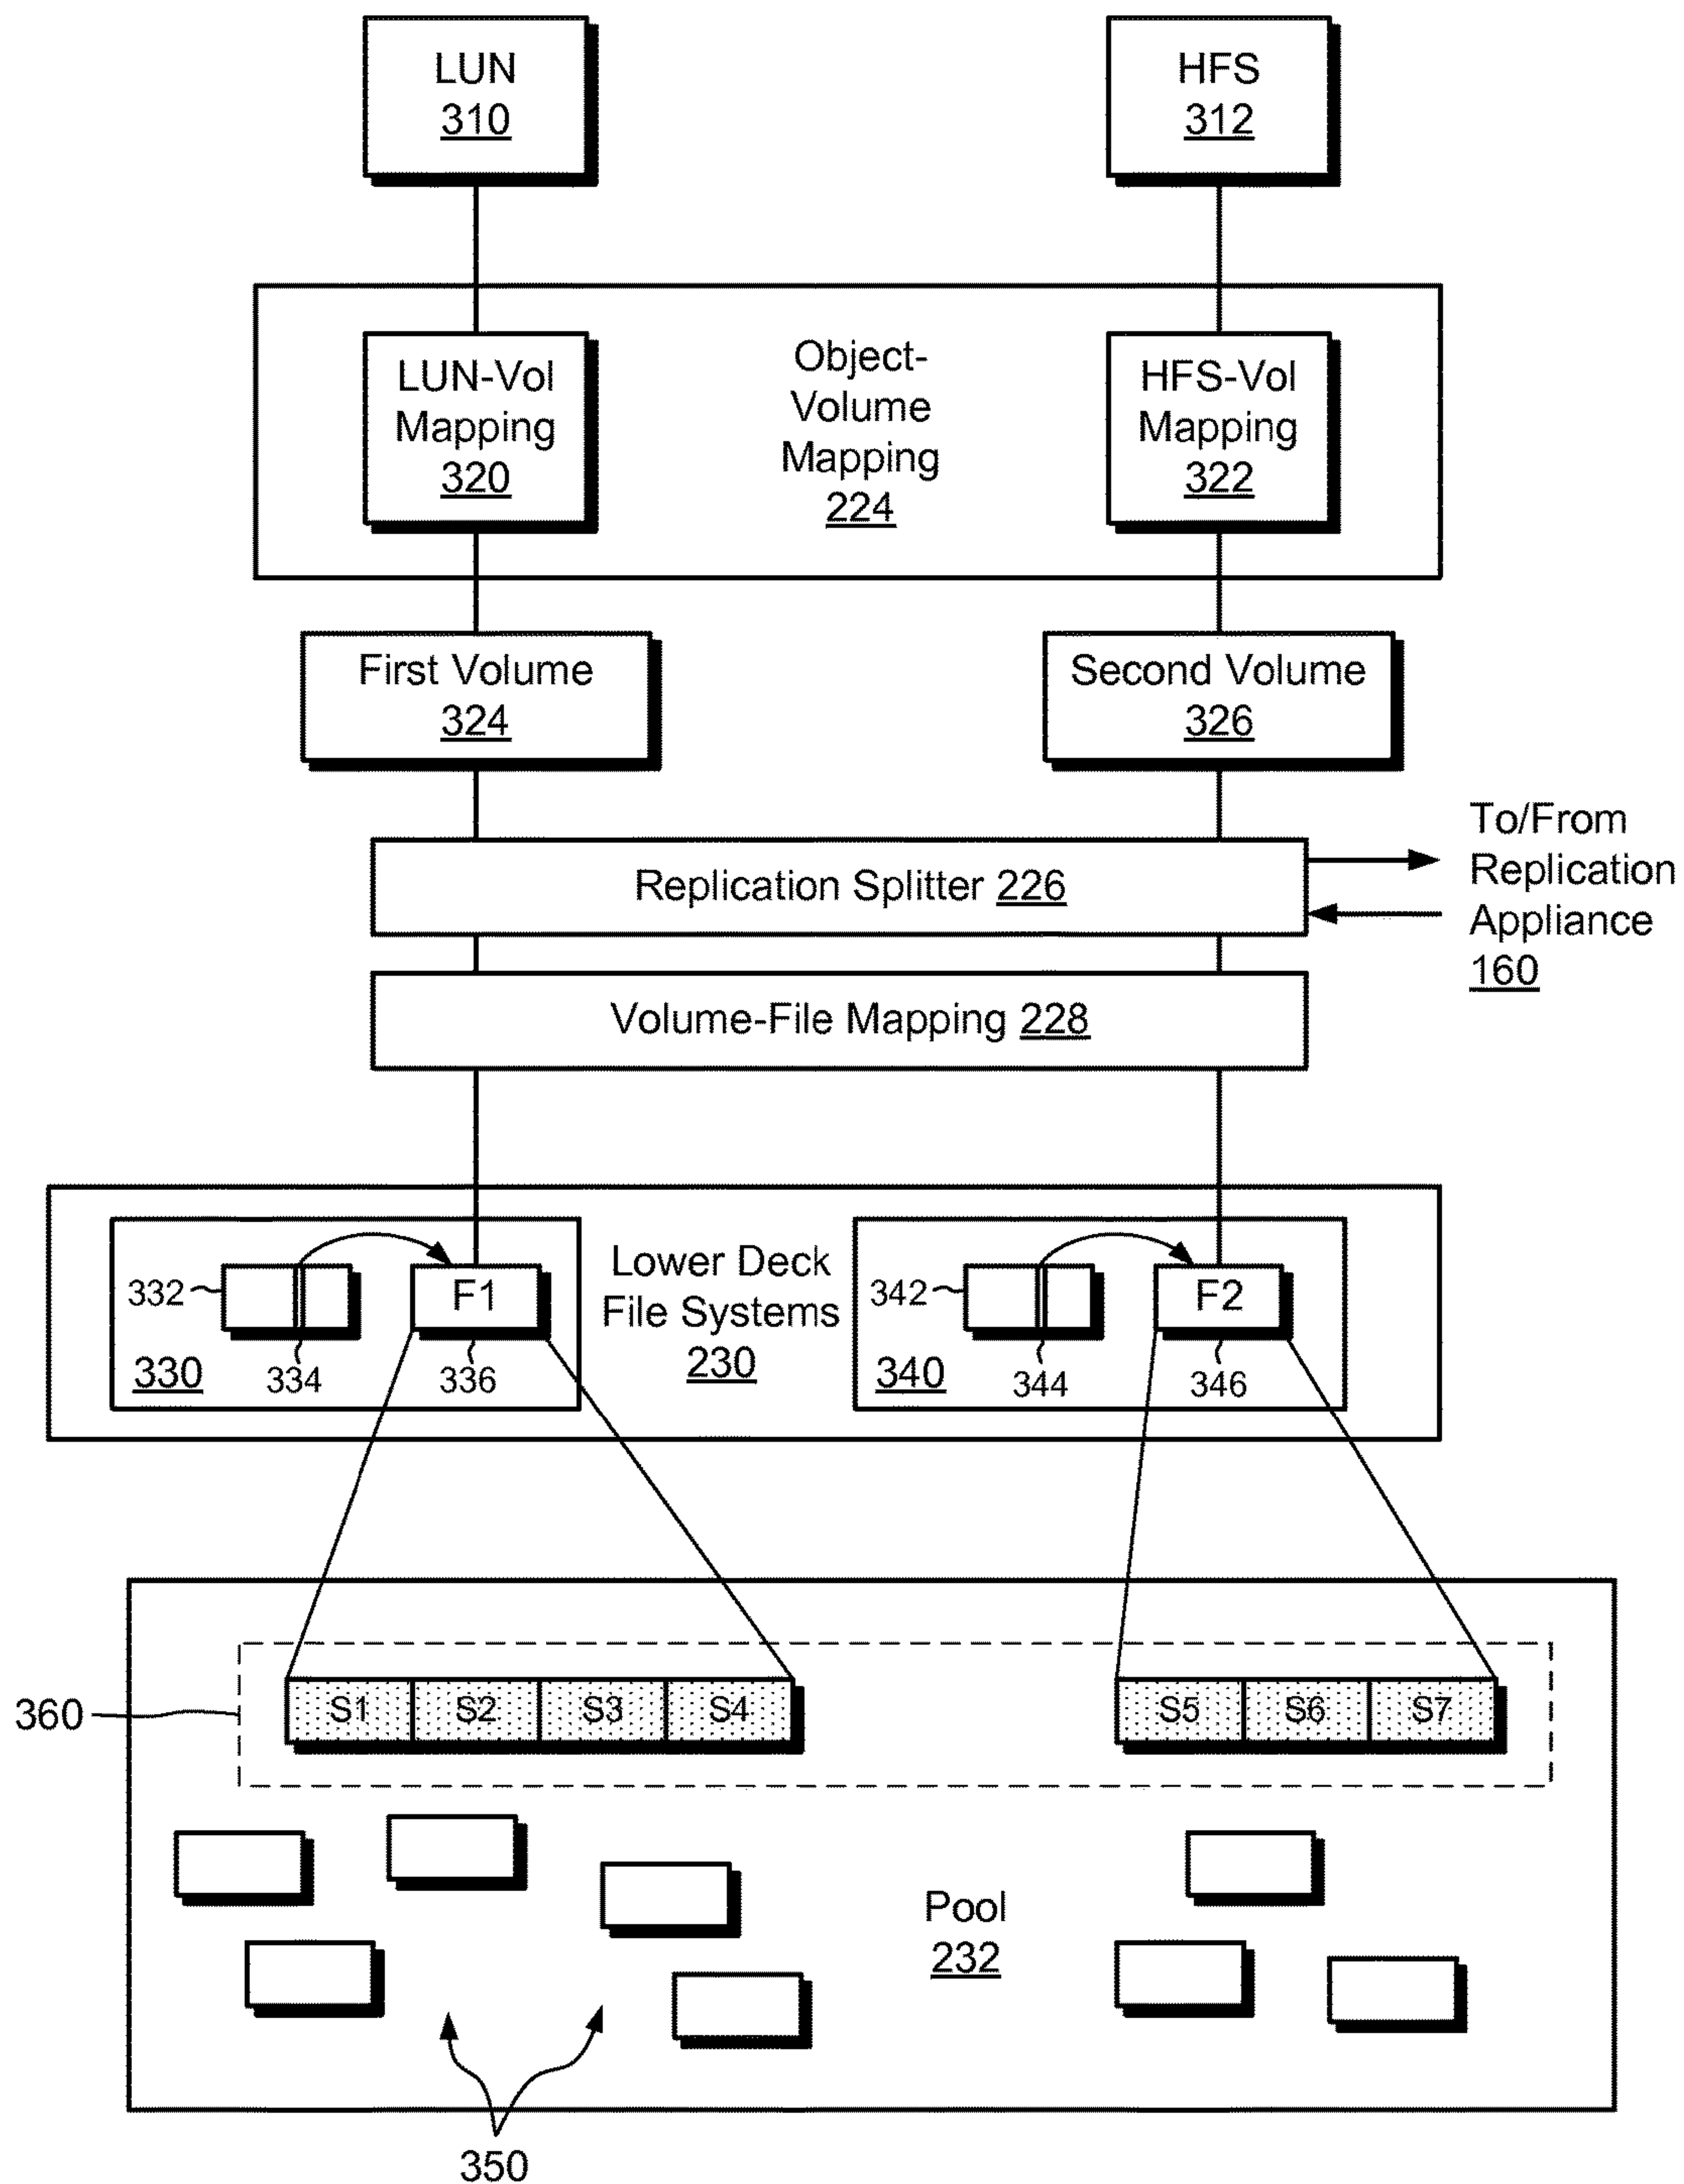 LUN
310
HFS
312
LUN-Vol
Mapping
320
Object-
Volume
Mapping
224
HFS-Vol
Mapping
322
First Volume
324
Second Volume
326
To/From
Replication
Appliance
160
Replication Splitter 226
Volume-File Mapping 228
332
F1
330
334
336
Lower Deck
File Systems
230
342
F2
340
344
346
360
S1
S2
S3
S4
S5
S6
S7
Pool
232
350